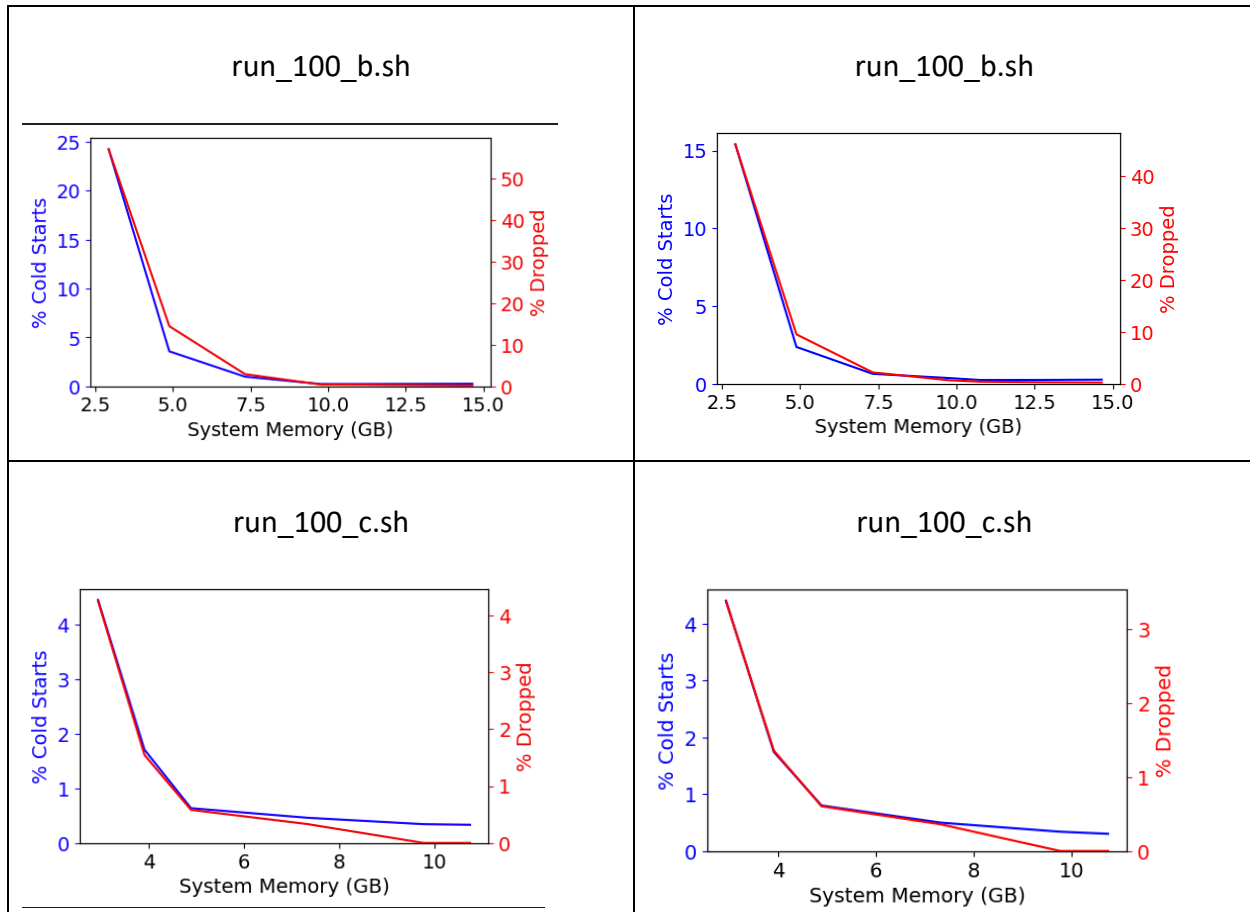 run_100_b.sh
% Cold Starts
25
20
15
10
5
0
2.5 5.0 7.5 10.0 12.5 15.0
System Memory (GB)
50
40
30
20
10
0
% Dropped
run_100_b.sh
% Cold Starts
15
10
5
0
2.5 5.0 7.5 10.0 12.5 15.0
System Memory (GB)
40
30
20
10
0
% Dropped
run_100_c.sh
% Cold Starts
4
3
2
1
0
4 6 8 10
System Memory (GB)
4
3
2
1
0
% Dropped
run_100_c.sh
% Cold Starts
4
3
2
1
0
4 6 8 10
System Memory (GB)
3
2
1
0
% Dropped